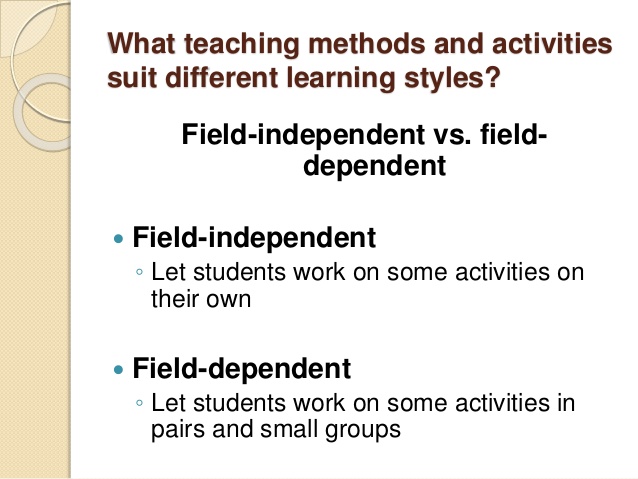 What teaching methods and activities
suit different learning styles?
Field-independent vs. field-
dependent
• Field-independent
◦ Let students work on some activities on
their own
• Field-dependent
◦ Let students work on some activities in
pairs and small groups